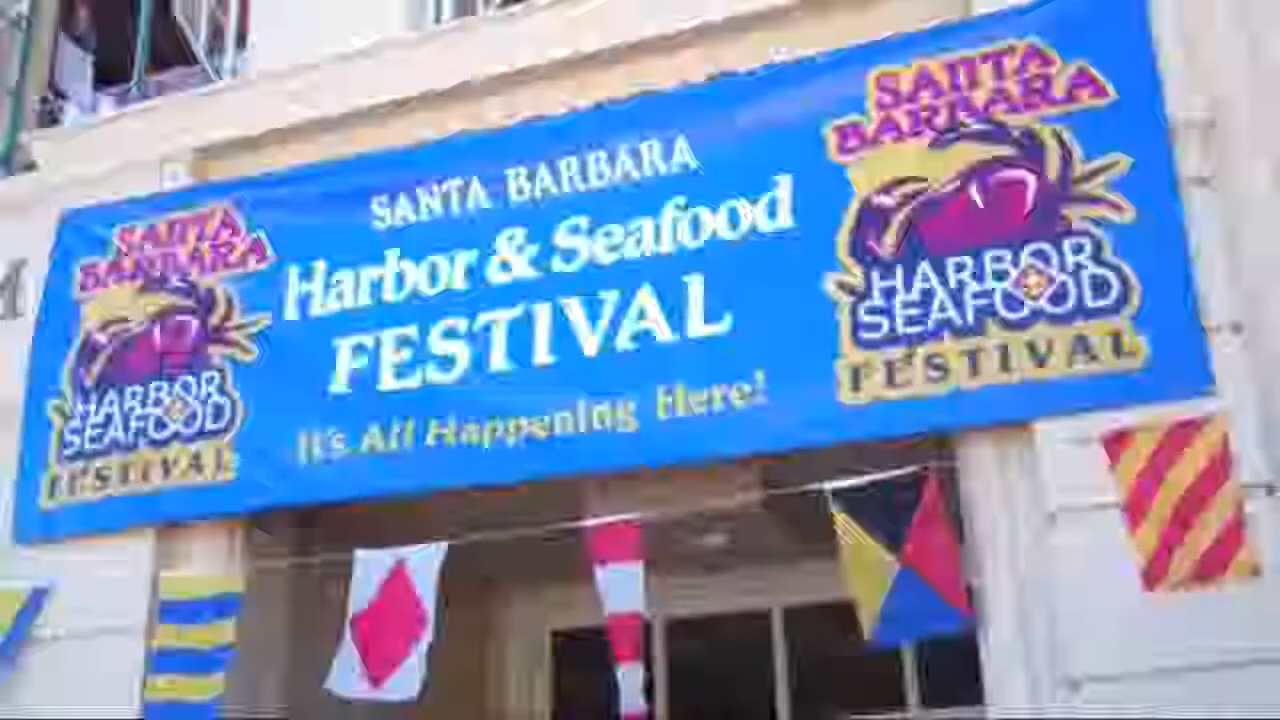 SANTA
BARBARA
HARBOR
SEAFOOD
FESTIVAL
SANTA BARBARA
Harbor & Seafood
FESTIVAL
It's All Happening Here!
SANTA
BARBARA
HARBOR
SEAFOOD
FESTIVAL